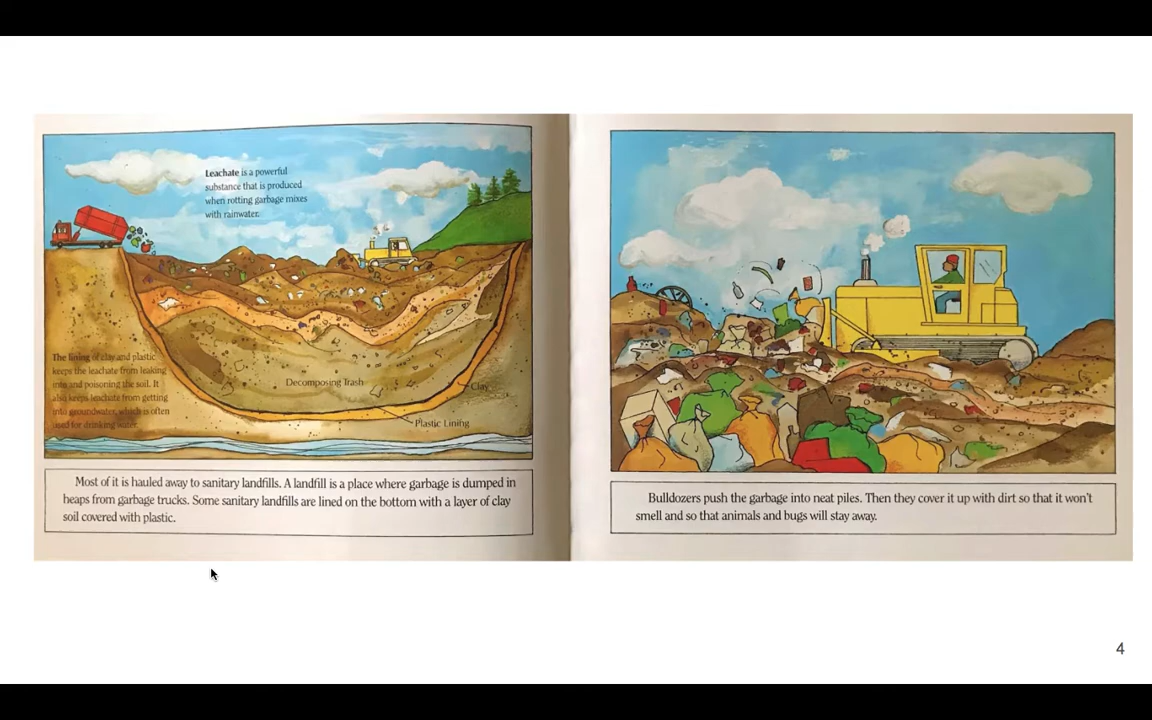 Leachate is a powerful
substance that is produced
when rotting garbage mixes
with rainwater.
The lining of clay and plastic
keeps the leachate from leaking
into and poisoning the soil. It
also keeps leachate from getting
into groundwater, which is often
used for drinking water.
Decomposing Trash
Clay
Plastic Lining
Most of it is hauled away to sanitary landfills. A landfill is a place where garbage is dumped in
heaps from garbage trucks. Some sanitary landfills are lined on the bottom with a layer of clay
soil covered with plastic.
Bulldozers push the garbage into neat piles. Then they cover it up with dirt so that it won't
smell and so that animals and bugs will stay away.
4